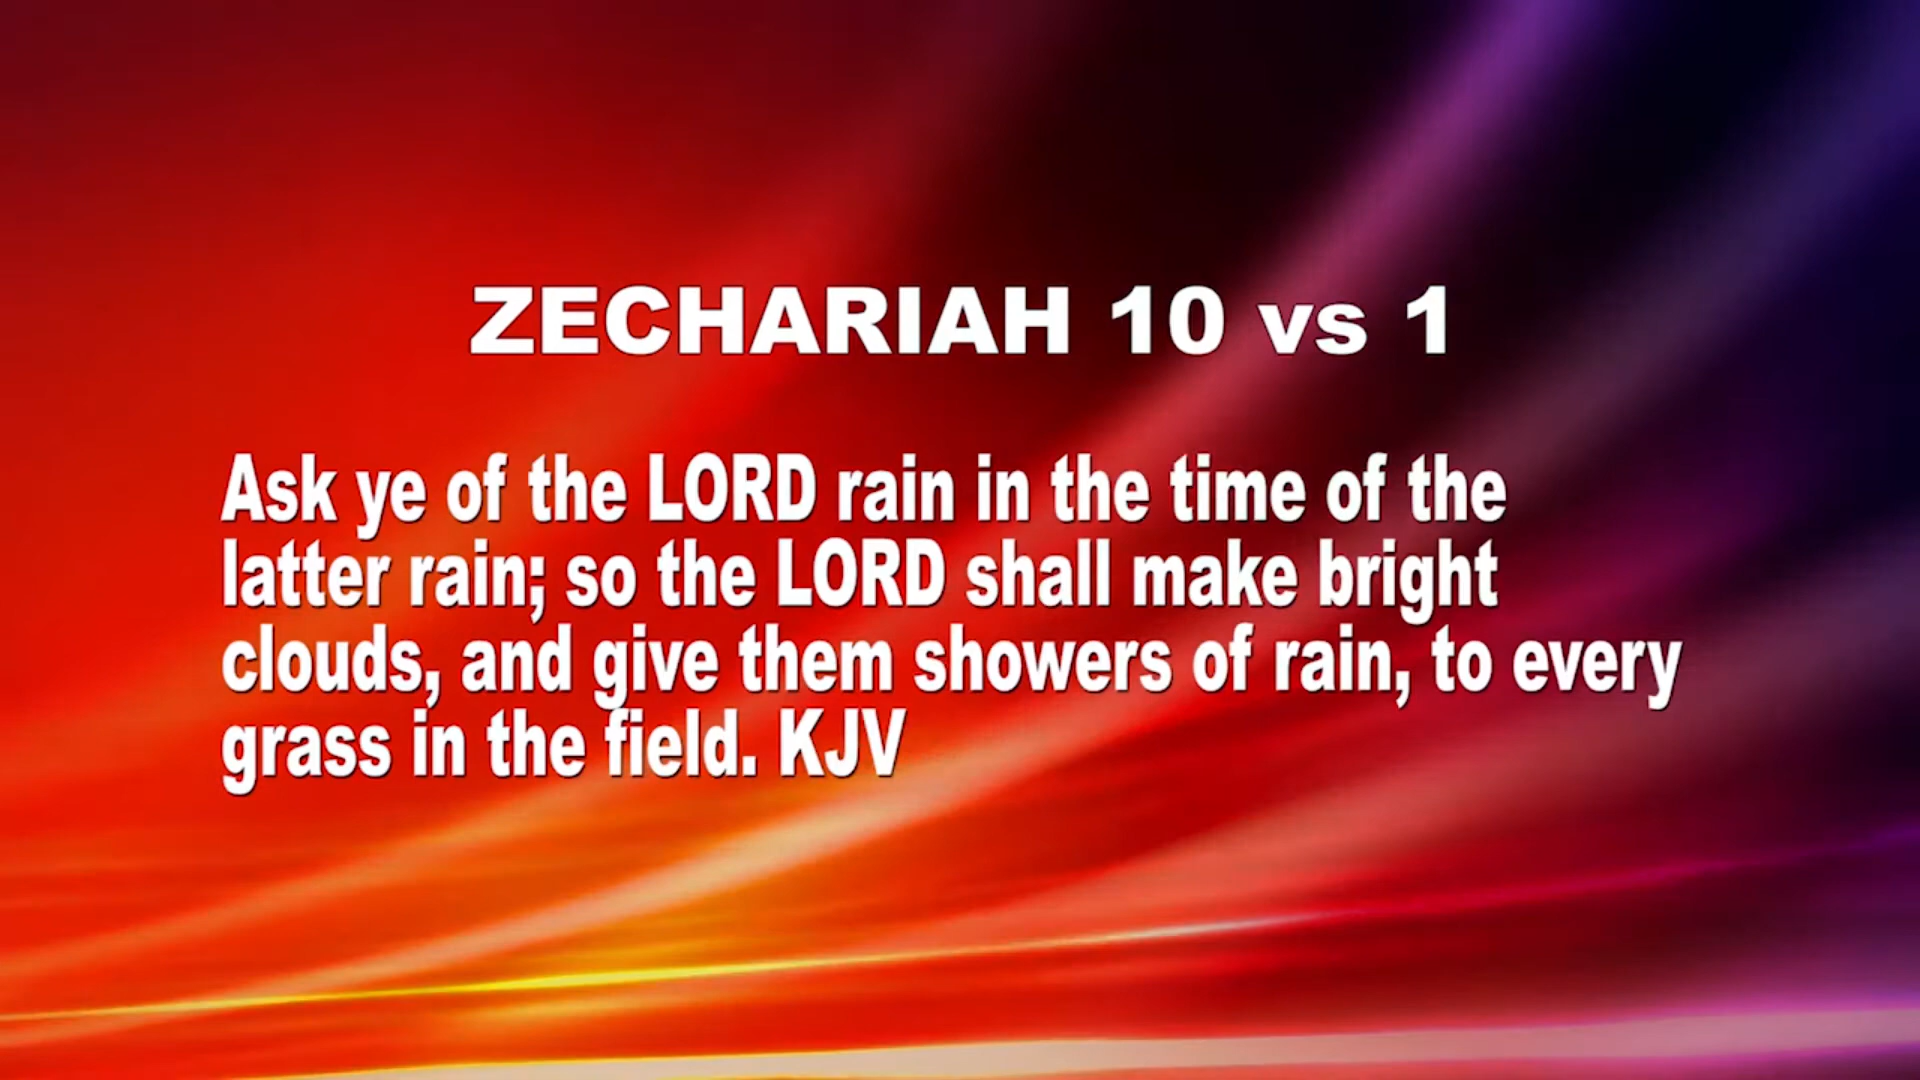 ZECHARIAH 10 vs 1
Ask ye of the LORD rain in the time of the
latter rain; so the LORD shall make bright
clouds, and give them showers of rain, to every
grass in the field. KJV